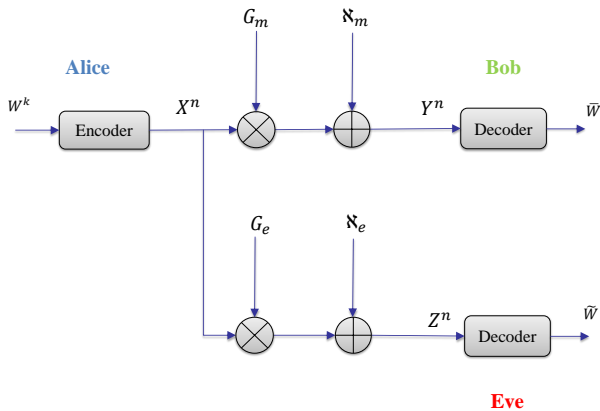 G_m
ℵ_m
Alice
Bob
W^k
Encoder
X^n
Y^n
Decoder
W̄
G_e
ℵ_e
Z^n
Decoder
W̃
Eve